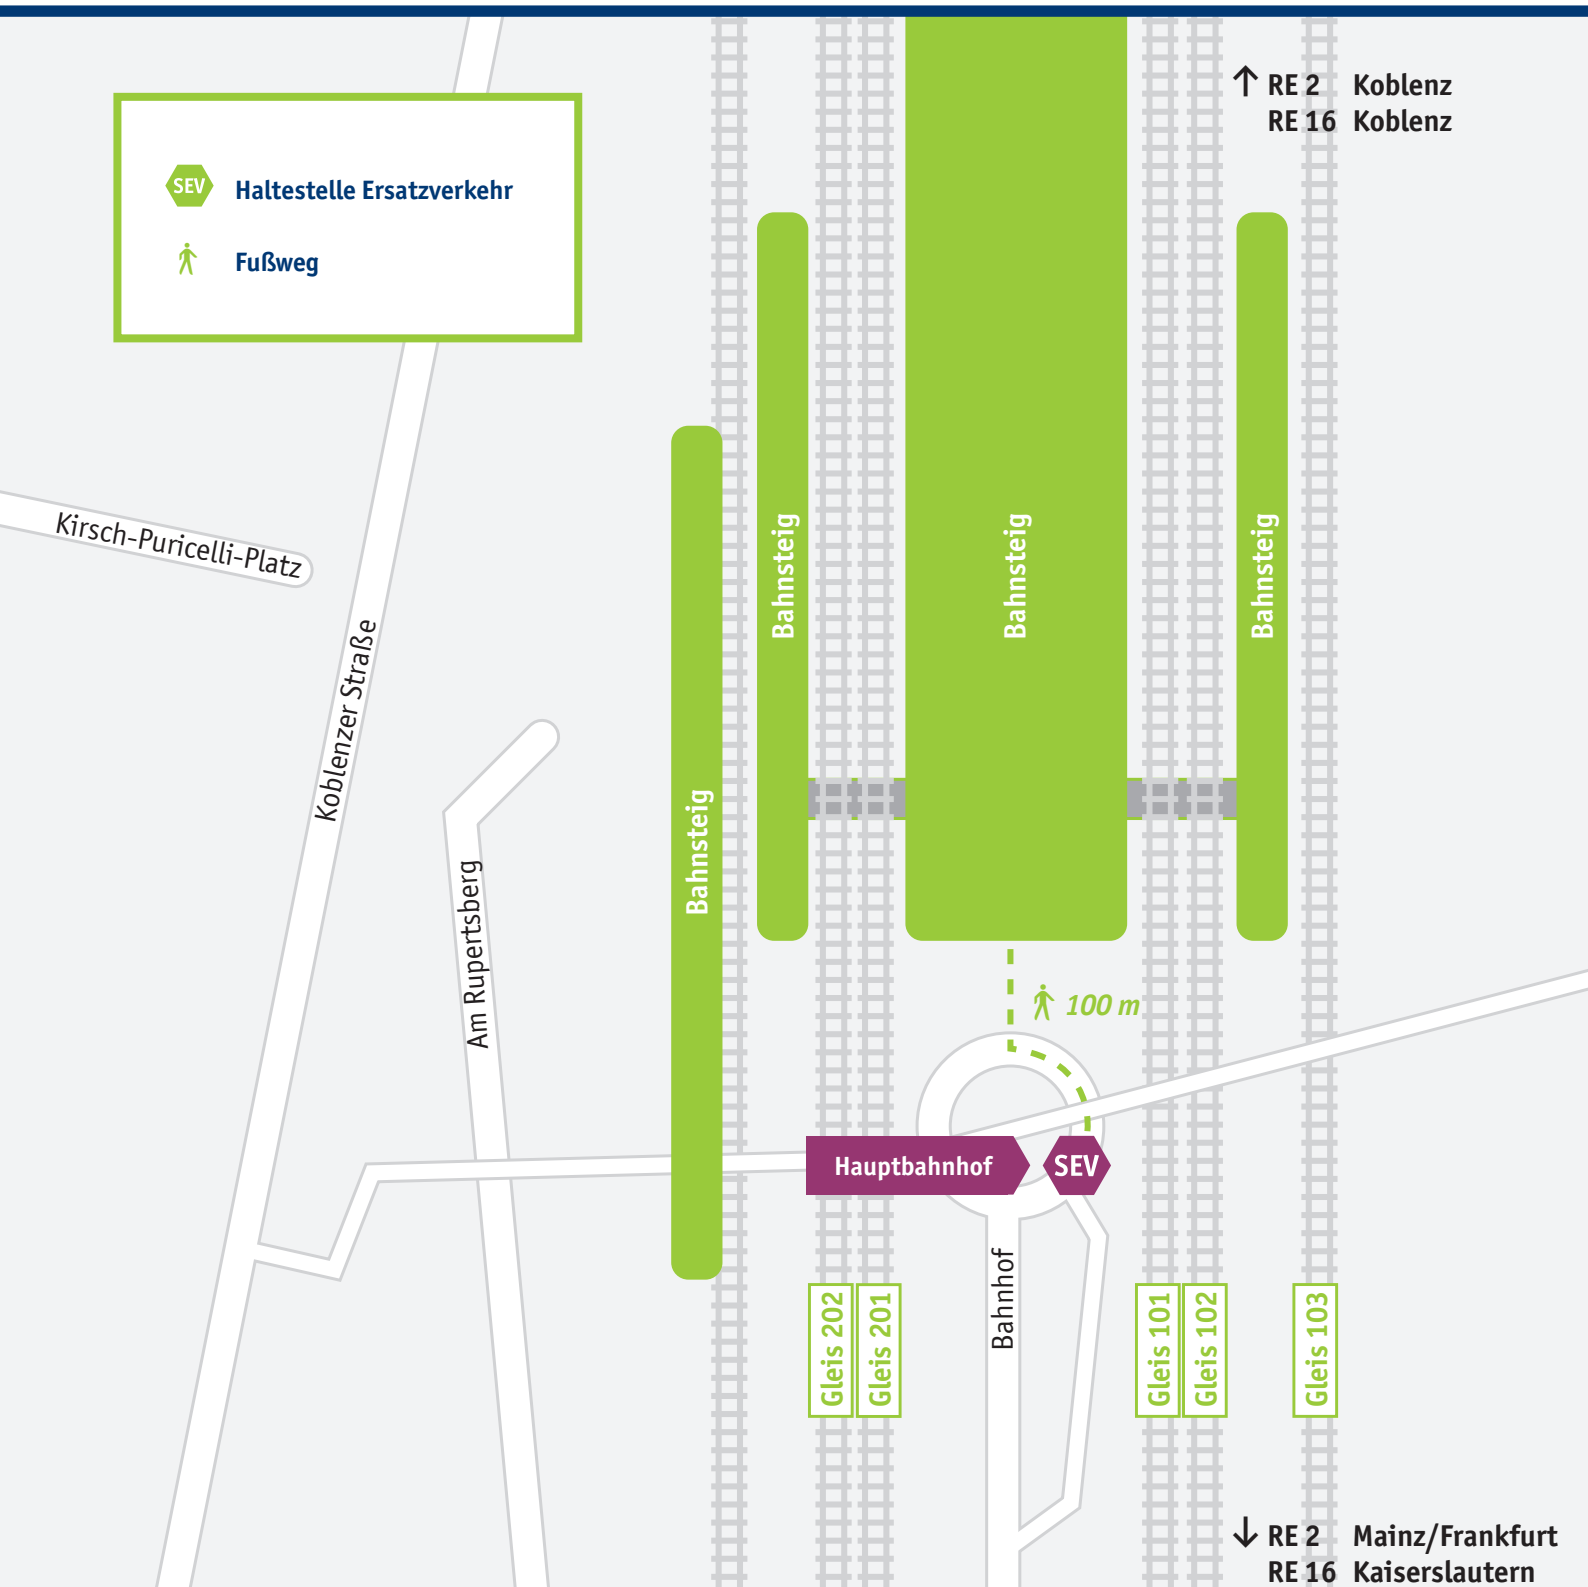 RE 2 Koblenz
RE 16 Koblenz
SEV Haltestelle Ersatzverkehr
Fußweg
Kirsch-Puricelli-Platz
Koblenzer Straße
Am Rupertsberg
Bahnsteig
Bahnsteig
Bahnsteig
Bahnsteig
100 m
Hauptbahnhof
SEV
Bahnhof
Gleis 202
Gleis 201
Gleis 101
Gleis 102
Gleis 103
RE 2 Mainz/Frankfurt
RE 16 Kaiserslautern